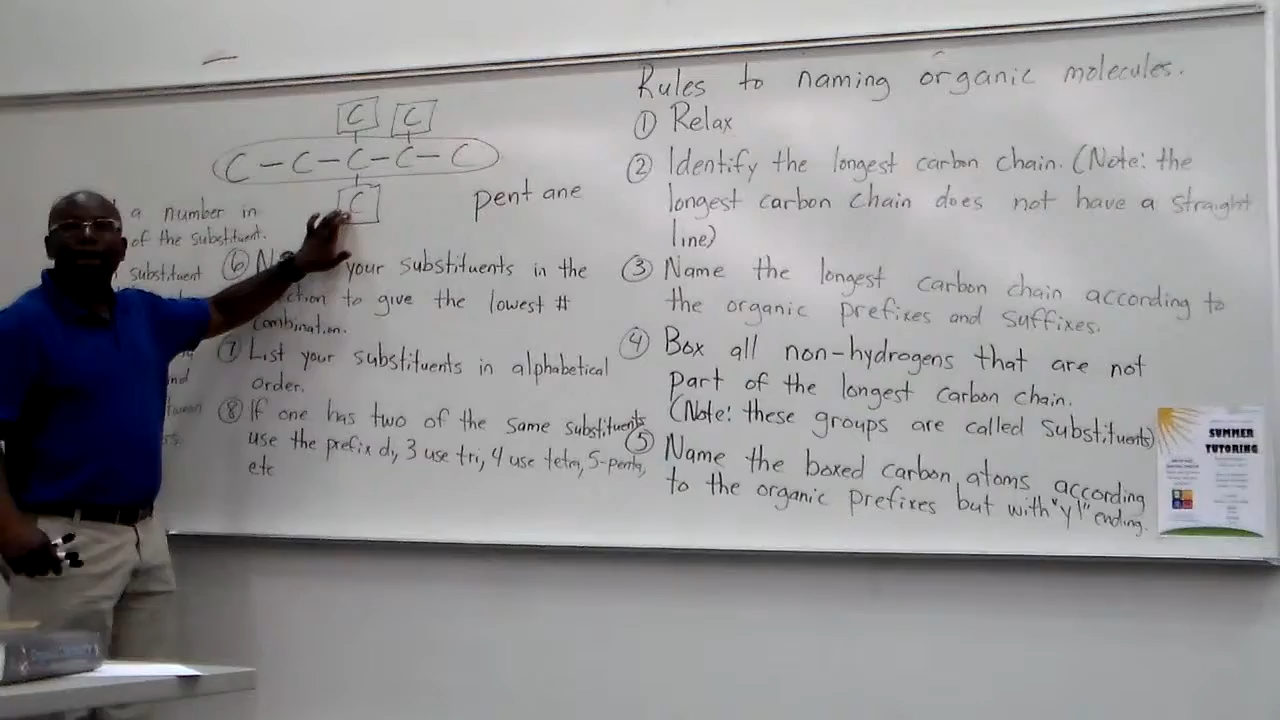 C C
C - C - C - C - C
C
pentane
Rules to naming organic molecules.
① Relax
② Identify the longest carbon chain. (Note: the
longest carbon chain does not have a straight
line)
③ Name the longest carbon chain according to
the organic prefixes and suffixes.
④ Box all non-hydrogens that are not
part of the longest carbon chain.
(Note: these groups are called substituents)
⑤ Name the boxed carbon atoms according
to the organic prefixes but with "yl" ending.
a number in
of the substituent.
substituent
⑥ your substituents in the
to give the lowest #
combination.
⑦ List your substituents in alphabetical
order.
⑧ If one has two of the same substituents
use the prefix di, 3 use tri, 4 use tetra, 5-penta,
etc
SUMMER
TUTORING